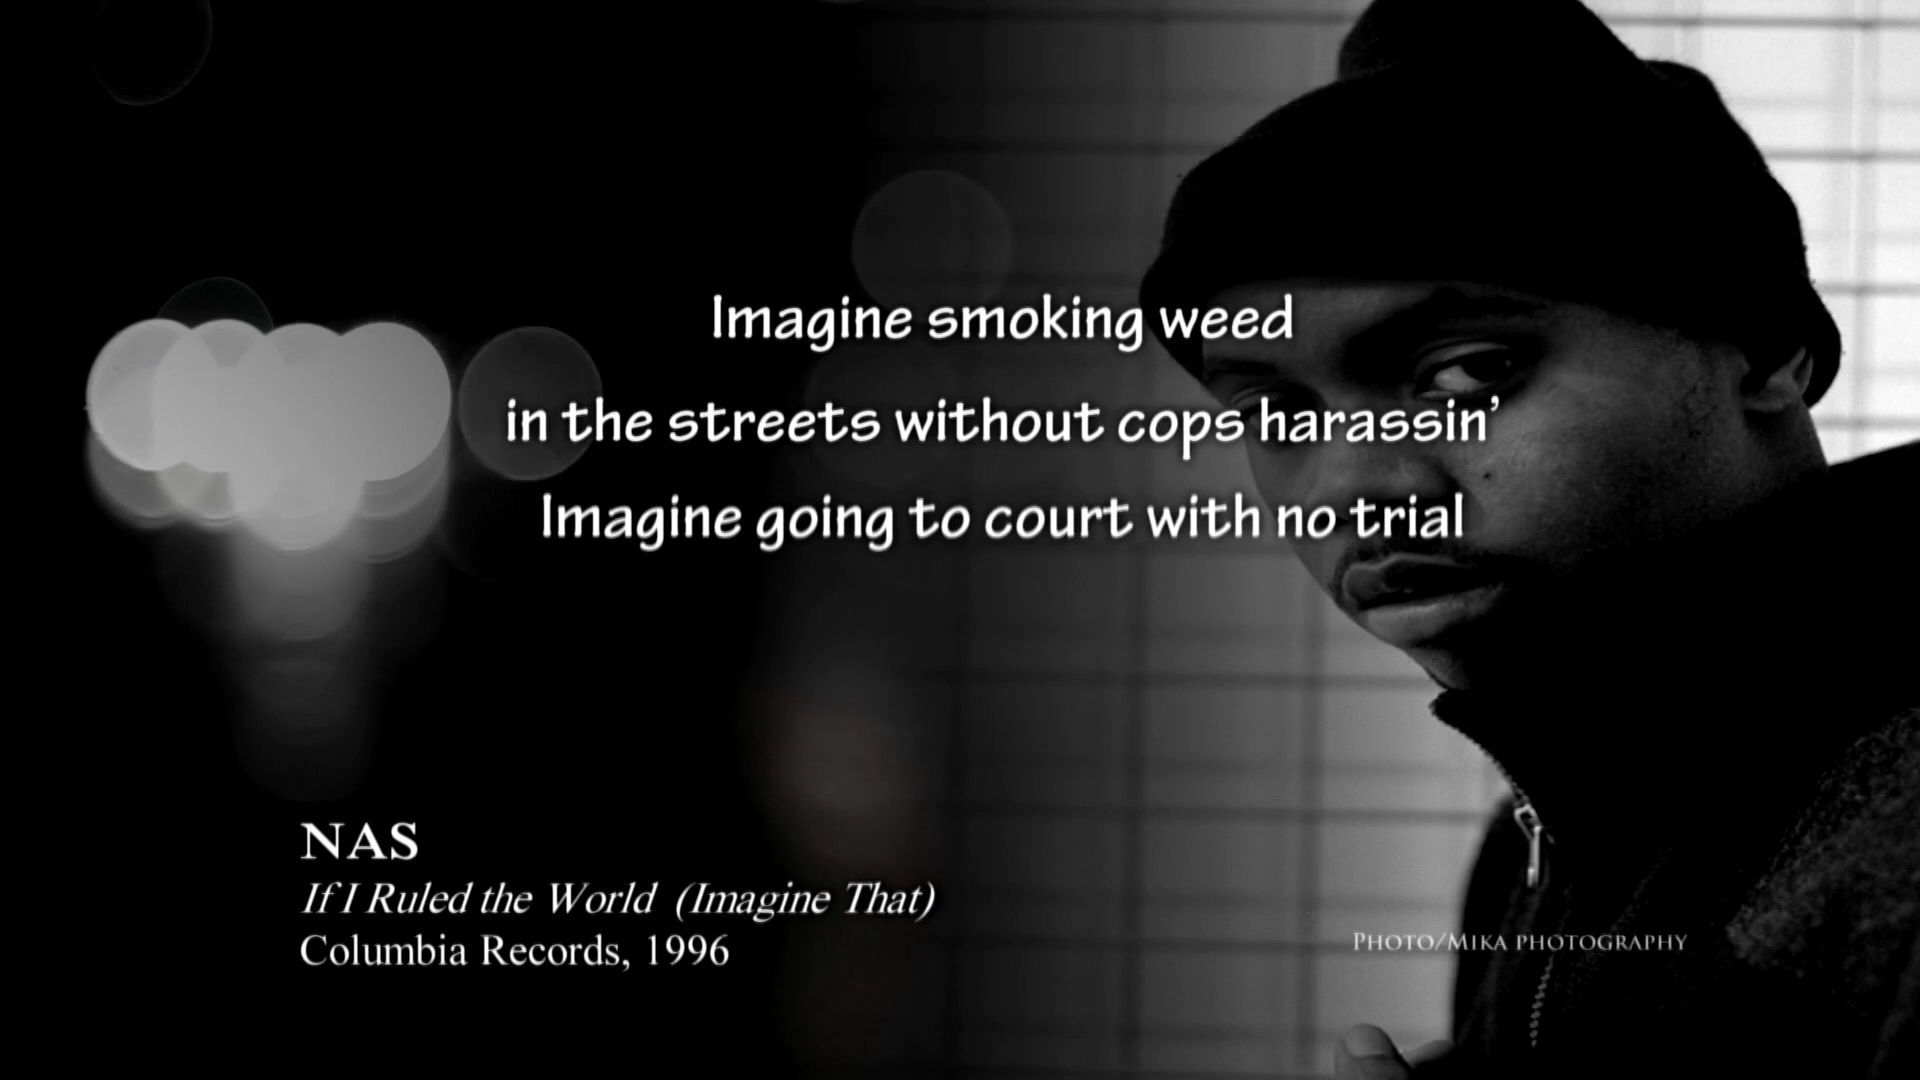 Imagine smoking weed
in the streets without cops harassin’
Imagine going to court with no trial
NAS
If I Ruled the World (Imagine That)
Columbia Records, 1996
PHOTO/MIKA PHOTOGRAPHY